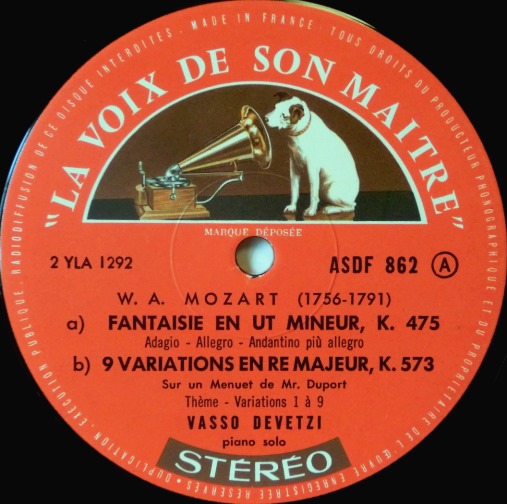 MADE IN FRANCE · TOUS DROITS DU PRODUCTEUR PHONOGRAPHIQUE ET DU PROPRIETAIRE DE L'ŒUVRE ENREGISTREE RÉSERVÉS · DUPLICATION · EXÉCUTION PUBLIQUE · RADIODIFFUSION DE CE DISQUE INTERDITES ·
"LA VOIX DE SON MAITRE"
MARQUE DÉPOSÉE
2 YLA 1292
ASDF 862 A
W. A. MOZART (1756-1791)
a) FANTAISIE EN UT MINEUR, K. 475
Adagio - Allegro - Andantino più allegro
b) 9 VARIATIONS EN RE MAJEUR, K. 573
Sur un Menuet de Mr. Duport
Thème - Variations 1 à 9
VASSO DEVETZI
piano solo
STÉRÉO